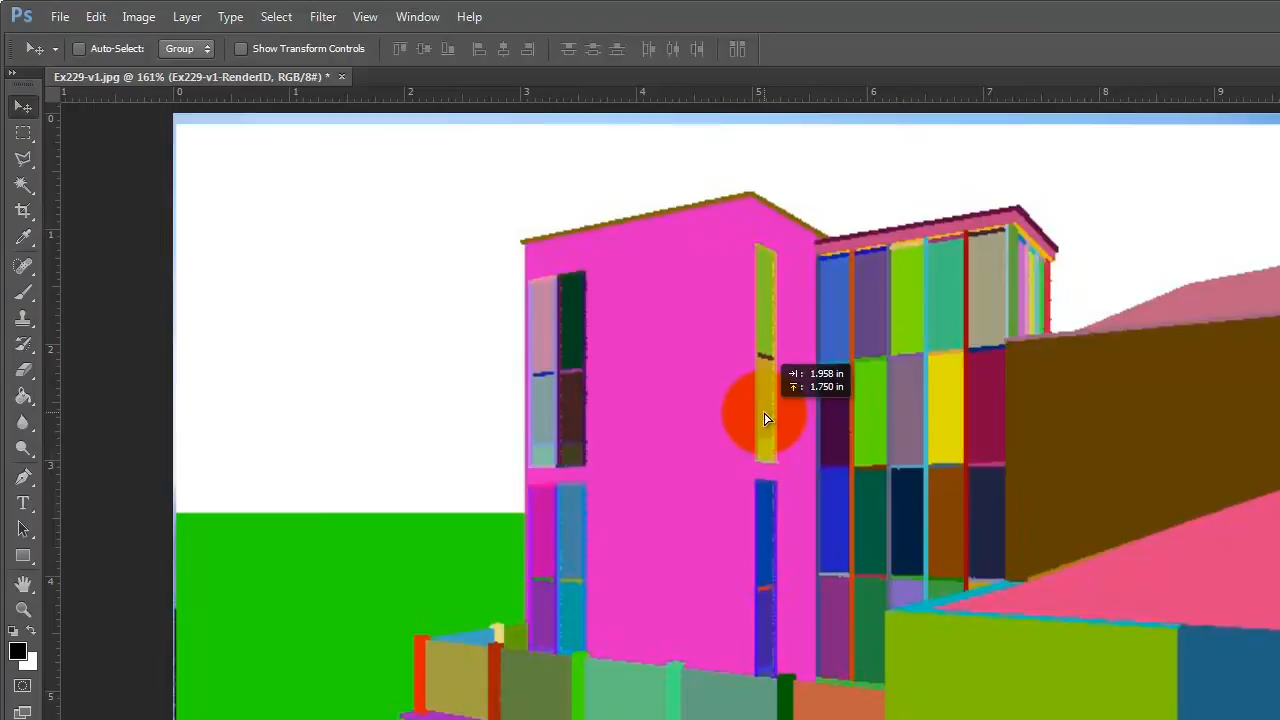 Ps File Edit Image Layer Type Select Filter View Window Help
Auto-Select: Group Show Transform Controls
Ex229-v1.jpg @ 161% (Ex229-v1-RenderID, RGB/8#) * ×
1 0 1 2 3 4 5 6 7 8 9
0
1
2
3
4
5
: 1.958 in
: 1.750 in
T